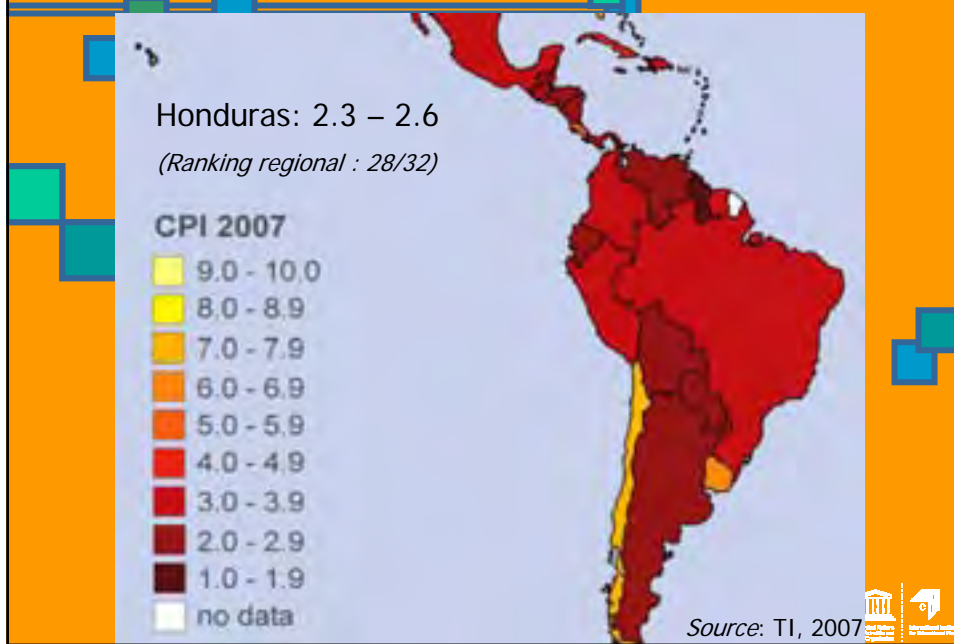 Honduras: 2.3 – 2.6
(Ranking regional : 28/32)
CPI 2007
9.0 - 10.0
8.0 - 8.9
7.0 - 7.9
6.0 - 6.9
5.0 - 5.9
4.0 - 4.9
3.0 - 3.9
2.0 - 2.9
1.0 - 1.9
no data
Source: TI, 2007